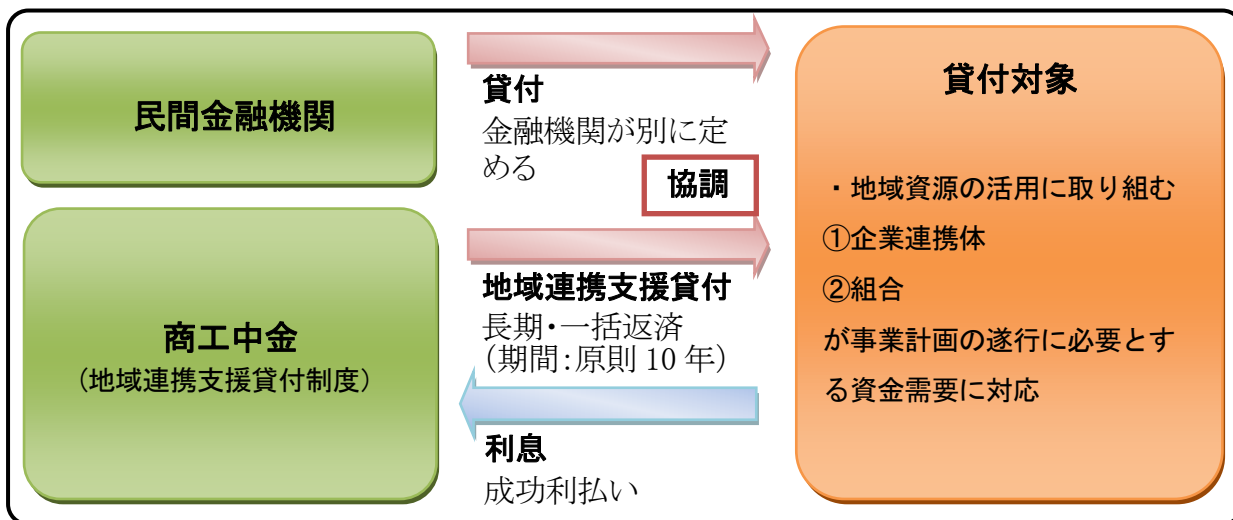 民間金融機関
貸付
金融機関が別に定
める
協調
商工中金
(地域連携支援貸付制度)
地域連携支援貸付
長期・一括返済
(期間:原則 10 年)
利息
成功利払い
貸付対象
・地域資源の活用に取り組む
①企業連携体
②組合
が事業計画の遂行に必要とす
る資金需要に対応